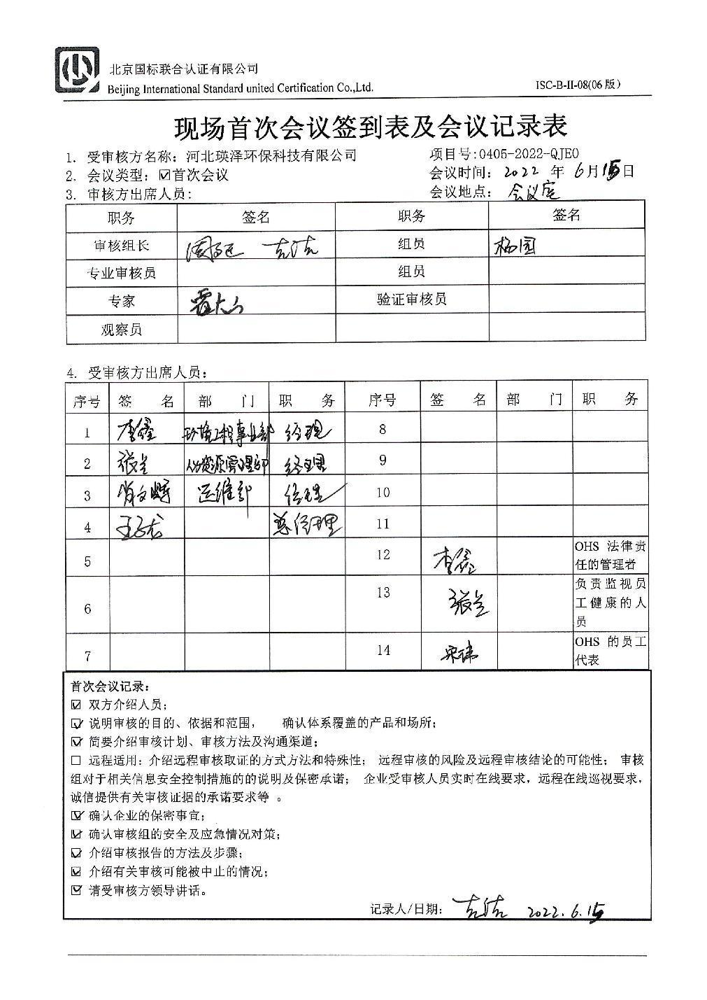 北京国标联合认证有限公司
Beijing International Standard united Certification Co.,Ltd.
ISC-B-II-08(06版)
现场首次会议签到表及会议记录表
1. 受审核方名称：河北瑛泽环保科技有限公司 项目号:0405-2022-QJEO
2. 会议类型：☑首次会议 会议时间： 2022 年 6月15日
3. 审核方出席人员： 会议地点： 会议室
职务 签名 职务 签名
审核组长 组员 杨园
专业审核员 组员
专家 验证审核员
观察员
4. 受审核方出席人员：
序号 签 名 部 门 职 务 序号 签 名 部 门 职 务
1 李鑫 环境工程事业部 经理 8
2 张兰 人力资源管理部 经理 9
3 肖文辉 运维部 经理 10
4 总经理 11
5 12 李鑫 OHS 法律责
任的管理者
6 13 张兰 负责监视员
工健康的人
员
7 14 宋玮 OHS 的员工
代表
首次会议记录：
☑ 双方介绍人员；
☑ 说明审核的目的、依据和范围， 确认体系覆盖的产品和场所；
☑ 简要介绍审核计划、审核方法及沟通渠道；
□ 远程适用：介绍远程审核取证的方式方法和特殊性； 远程审核的风险及远程审核结论的可能性； 审核
组对于相关信息安全控制措施的的说明及保密承诺； 企业受审核人员实时在线要求，远程在线巡视要求，
诚信提供有关审核证据的承诺要求等 。
☑ 确认企业的保密事宜；
☑ 确认审核组的安全及应急情况对策；
☑ 介绍审核报告的方法及步骤；
☑ 介绍有关审核可能被中止的情况；
☑ 请受审核方领导讲话。
记录人/日期： 2022.6.15